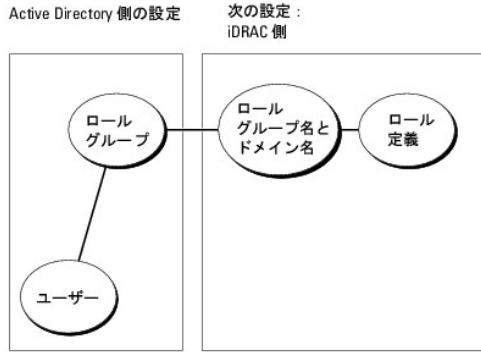 Active Directory 側の設定
次の設定：
iDRAC 側
ロール
グループ
ロール
グループ名と
ドメイン名
ロール
定義
ユーザー